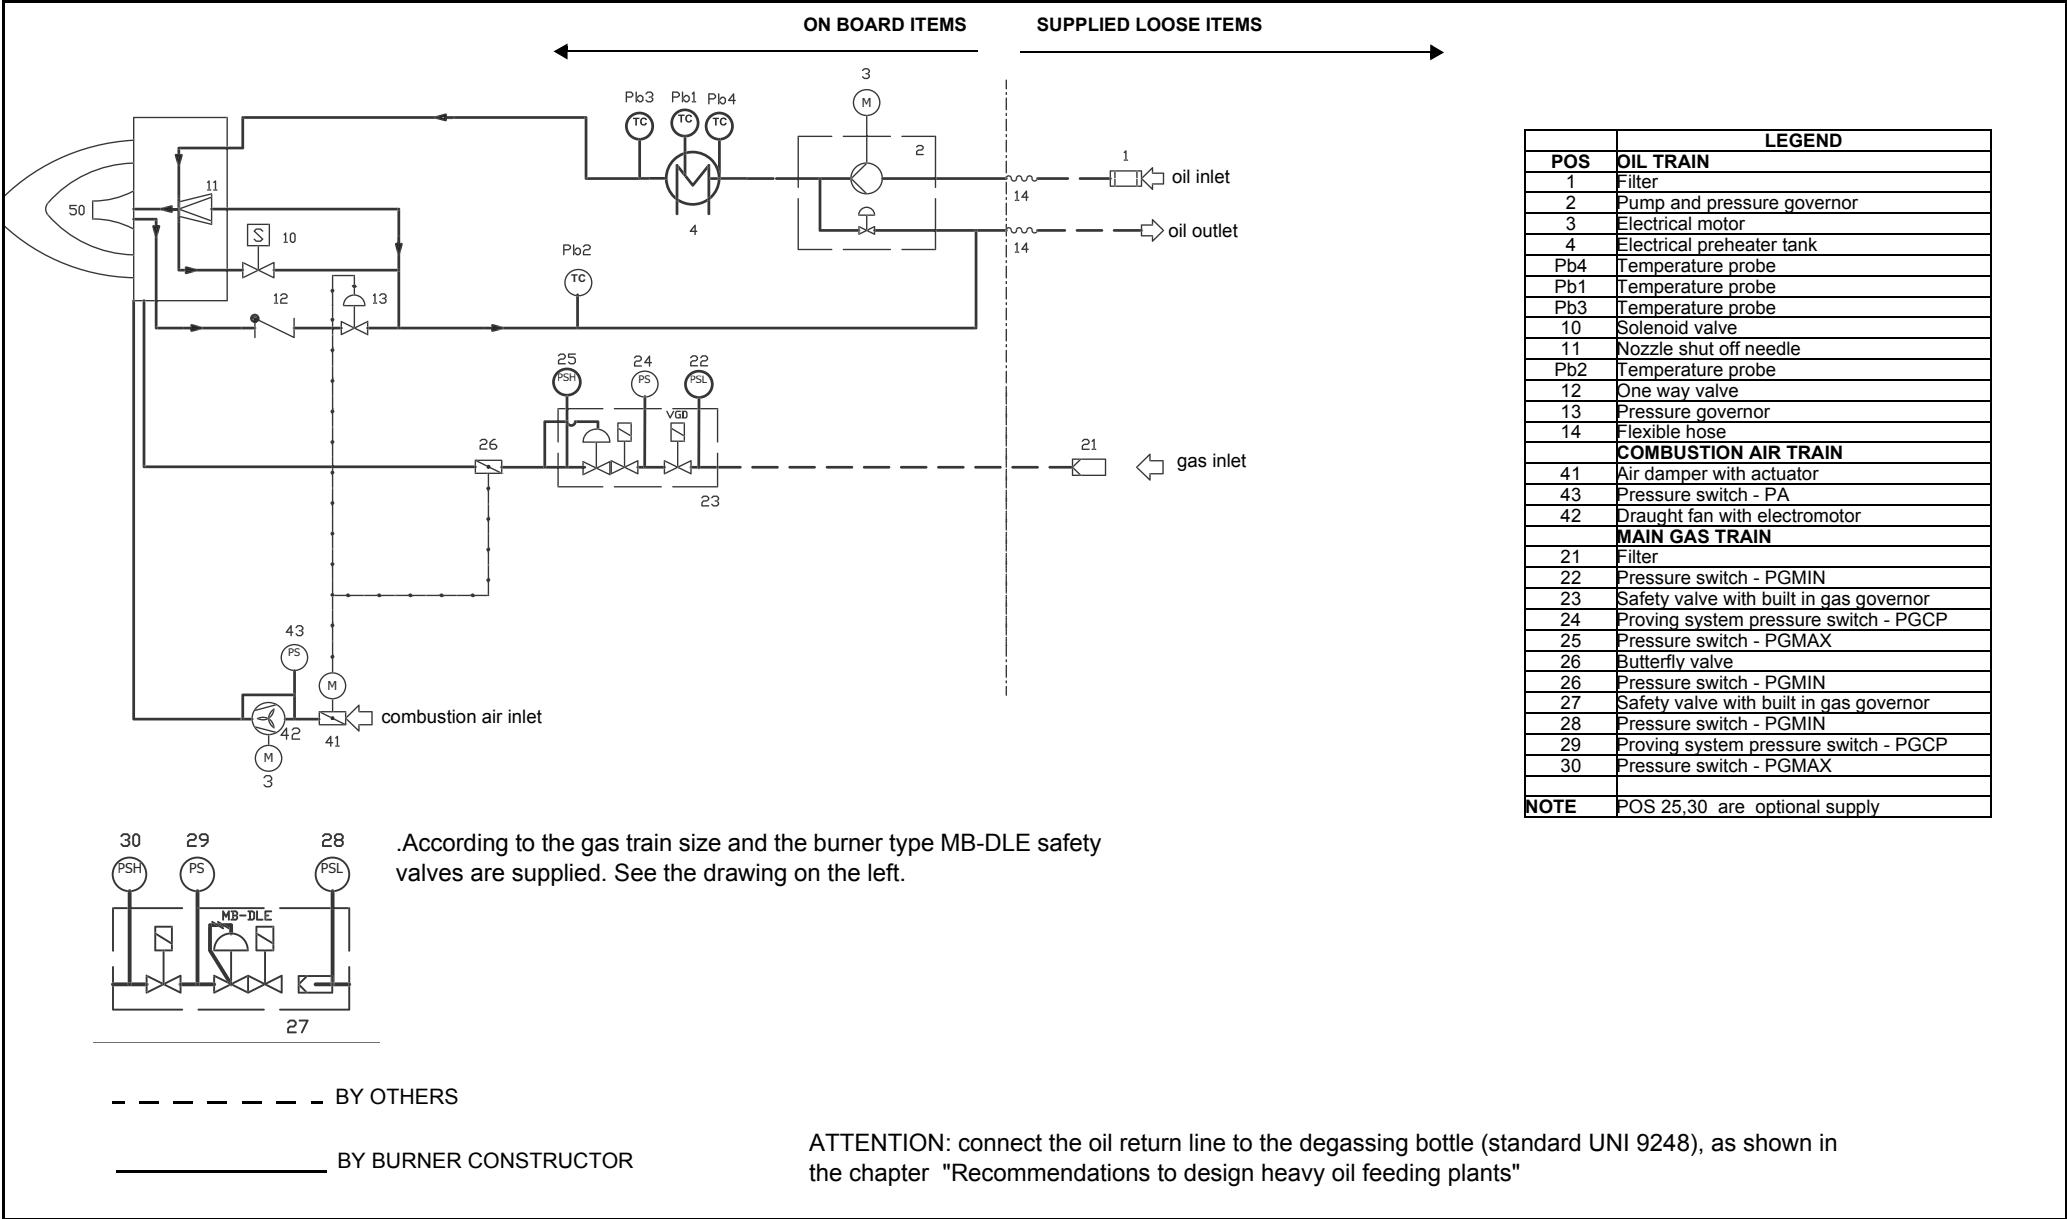 ON BOARD ITEMS SUPPLIED LOOSE ITEMS
3
M
Pb3 Pb1 Pb4
TC TC TC
2
1
oil inlet
14
4
oil outlet
14
11
50
S 10
Pb2
TC
12 13
25 24 22
PSH PS PSL
VGD
26
21
gas inlet
23
43
PS
M
combustion air inlet
42 41
M
3
LEGEND
POS OIL TRAIN
1 Filter
2 Pump and pressure governor
3 Electrical motor
4 Electrical preheater tank
Pb4 Temperature probe
Pb1 Temperature probe
Pb3 Temperature probe
10 Solenoid valve
11 Nozzle shut off needle
Pb2 Temperature probe
12 One way valve
13 Pressure governor
14 Flexible hose
COMBUSTION AIR TRAIN
41 Air damper with actuator
43 Pressure switch - PA
42 Draught fan with electromotor
MAIN GAS TRAIN
21 Filter
22 Pressure switch - PGMIN
23 Safety valve with built in gas governor
24 Proving system pressure switch - PGCP
25 Pressure switch - PGMAX
26 Butterfly valve
26 Pressure switch - PGMIN
27 Safety valve with built in gas governor
28 Pressure switch - PGMIN
29 Proving system pressure switch - PGCP
30 Pressure switch - PGMAX
NOTE POS 25,30 are optional supply
30 29 28
PSH PS PSL
MB-DLE
27
.According to the gas train size and the burner type MB-DLE safety
valves are supplied. See the drawing on the left.
BY OTHERS
BY BURNER CONSTRUCTOR
ATTENTION: connect the oil return line to the degassing bottle (standard UNI 9248), as shown in
the chapter "Recommendations to design heavy oil feeding plants"